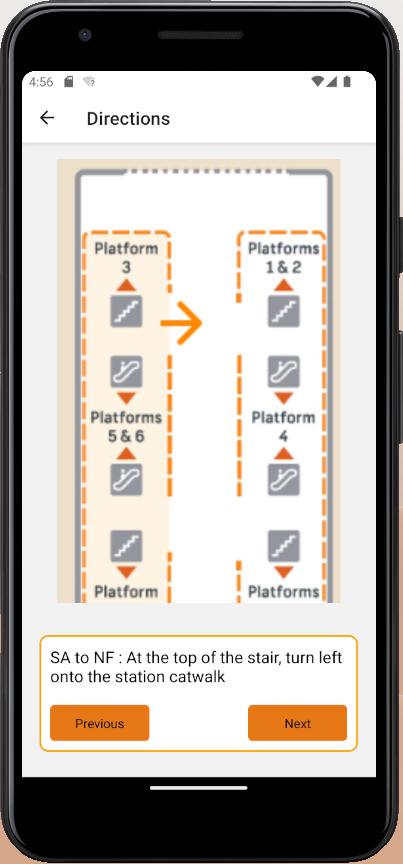 4:56
Directions
Platform
3
Platforms
1 & 2
Platforms
5 & 6
Platform
4
Platform
Platforms
SA to NF : At the top of the stair, turn left
onto the station catwalk
Previous
Next